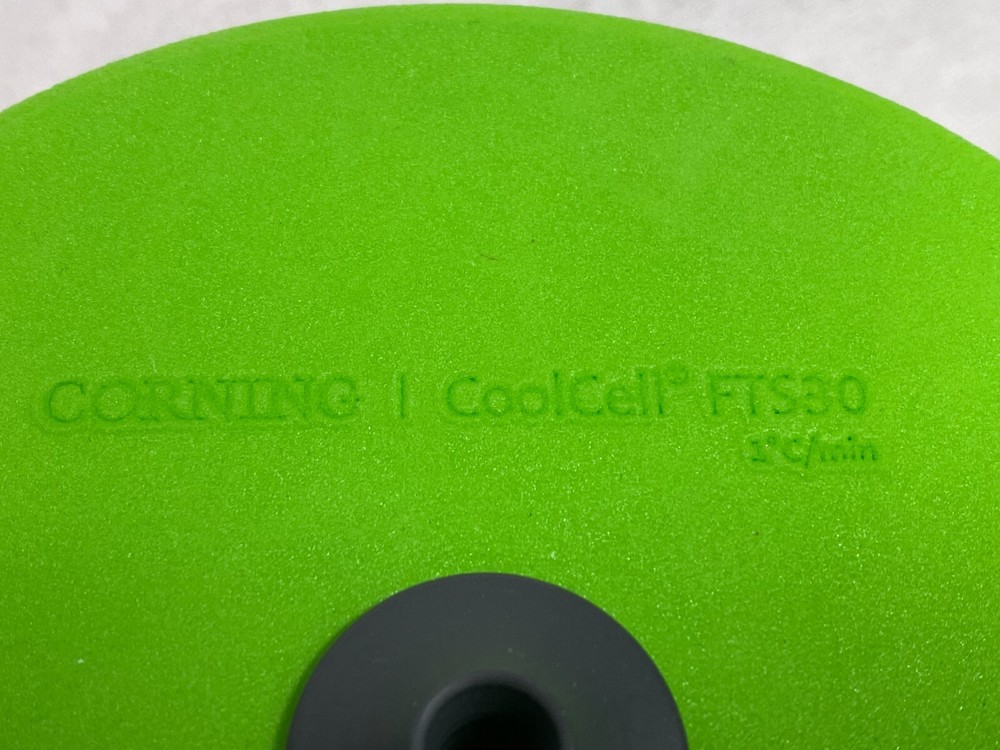 CORNING | CoolCell® FTS30
1°C/min